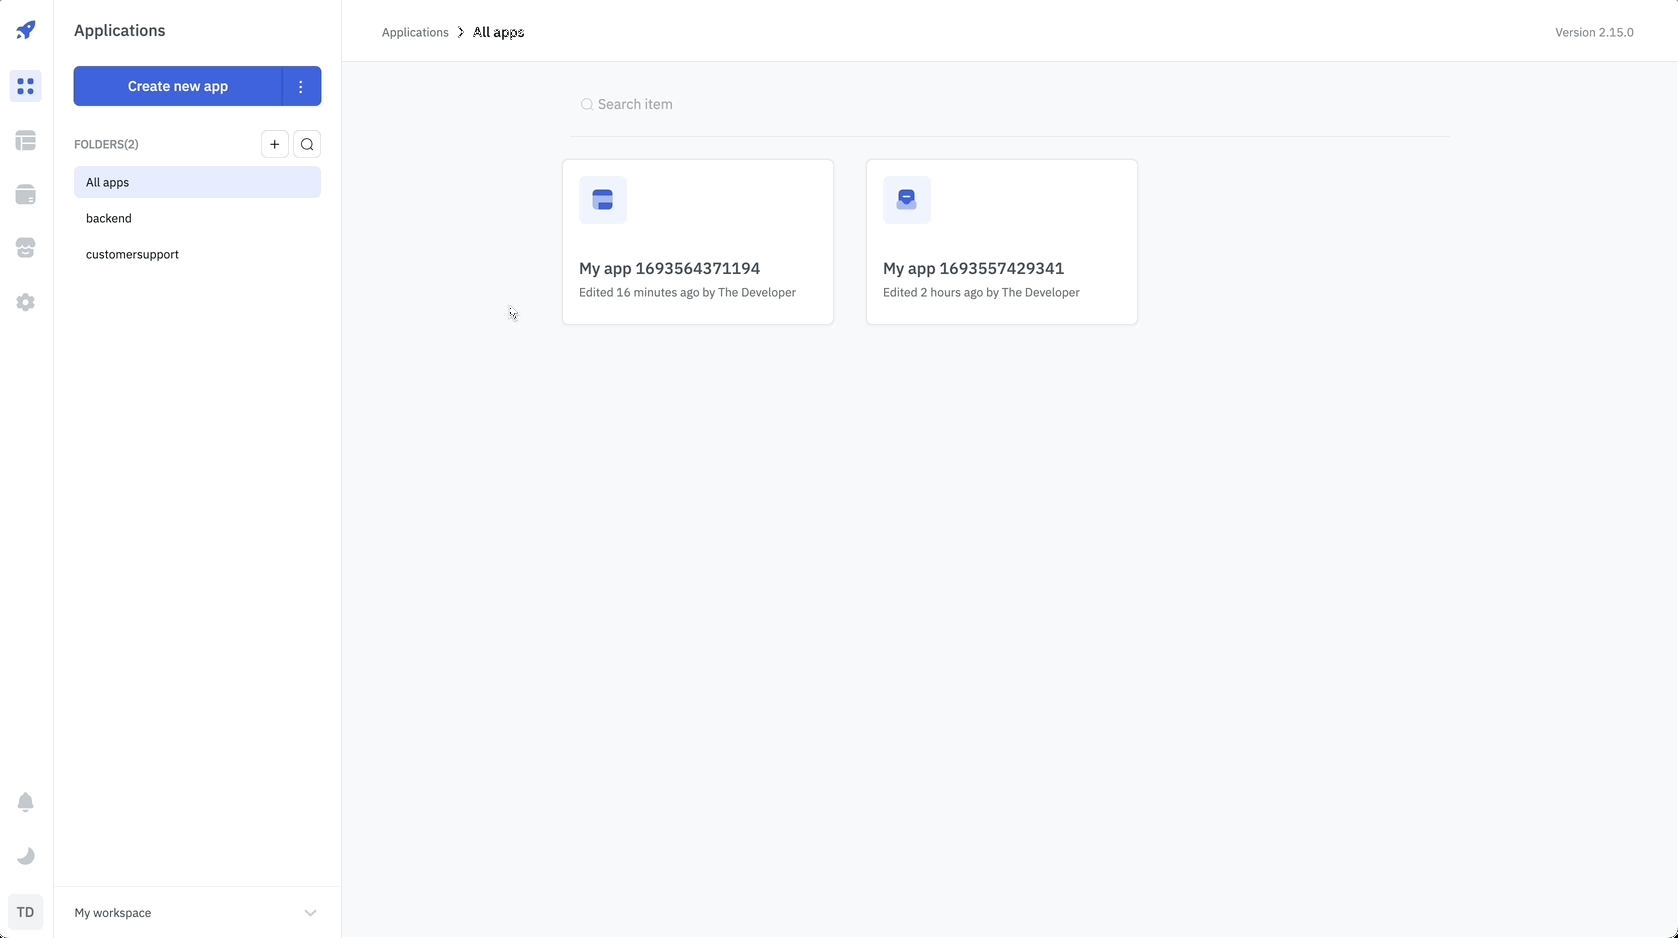 Applications
Create new app
FOLDERS(2)
All apps
backend
customersupport
My workspace
TD
Applications All apps
Version 2.15.0
Search item
My app 1693564371194
Edited 16 minutes ago by The Developer
My app 1693557429341
Edited 2 hours ago by The Developer